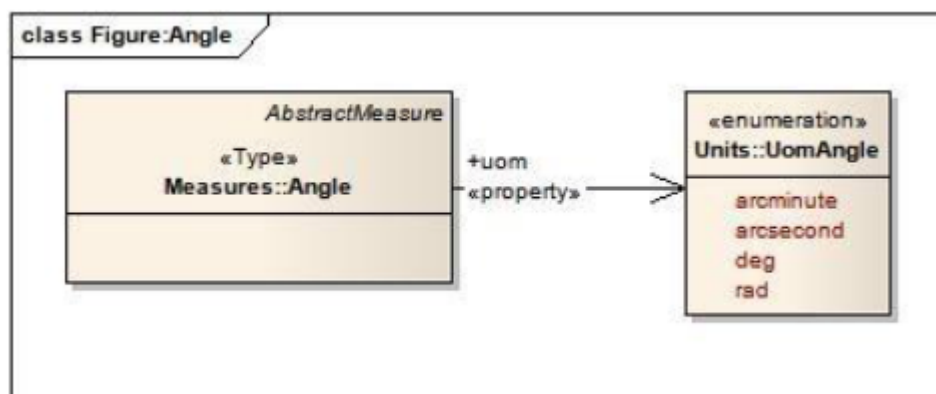 class Figure:Angle
AbstractMeasure
«Type»
Measures::Angle
+uom
«property»
«enumeration»
Units::UomAngle
arcminute
arcsecond
deg
rad